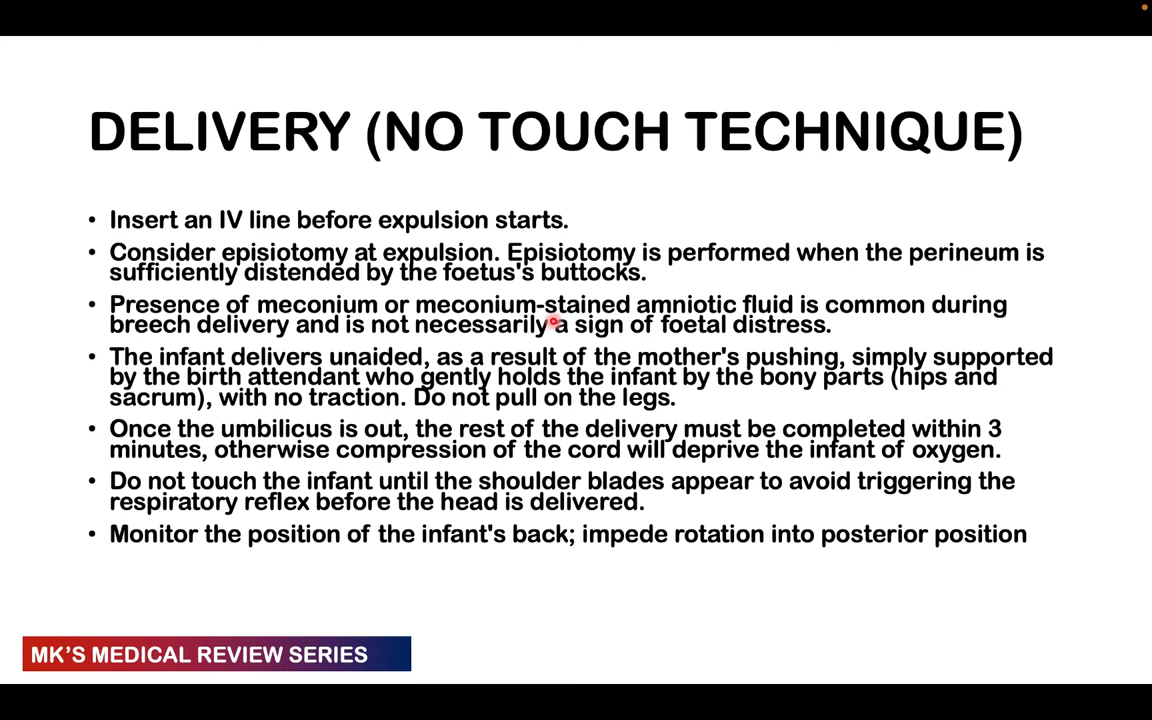 DELIVERY (NO TOUCH TECHNIQUE)
• Insert an IV line before expulsion starts.
• Consider episiotomy at expulsion. Episiotomy is performed when the perineum is
sufficiently distended by the foetus's buttocks.
• Presence of meconium or meconium-stained amniotic fluid is common during
breech delivery and is not necessarily a sign of foetal distress.
• The infant delivers unaided, as a result of the mother's pushing, simply supported
by the birth attendant who gently holds the infant by the bony parts (hips and
sacrum), with no traction. Do not pull on the legs.
• Once the umbilicus is out, the rest of the delivery must be completed within 3
minutes, otherwise compression of the cord will deprive the infant of oxygen.
• Do not touch the infant until the shoulder blades appear to avoid triggering the
respiratory reflex before the head is delivered.
• Monitor the position of the infant's back; impede rotation into posterior position
MK'S MEDICAL REVIEW SERIES